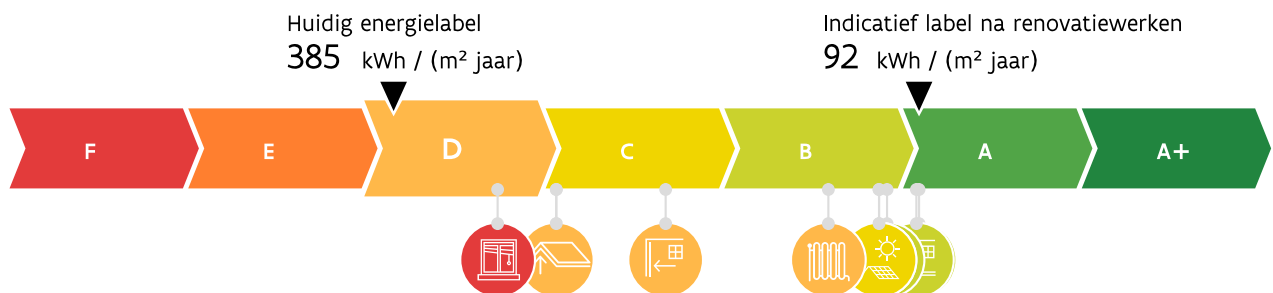 Huidig energielabel
385 kWh / (m² jaar)
Indicatief label na renovatiewerken
92 kWh / (m² jaar)
F E D C B A A+